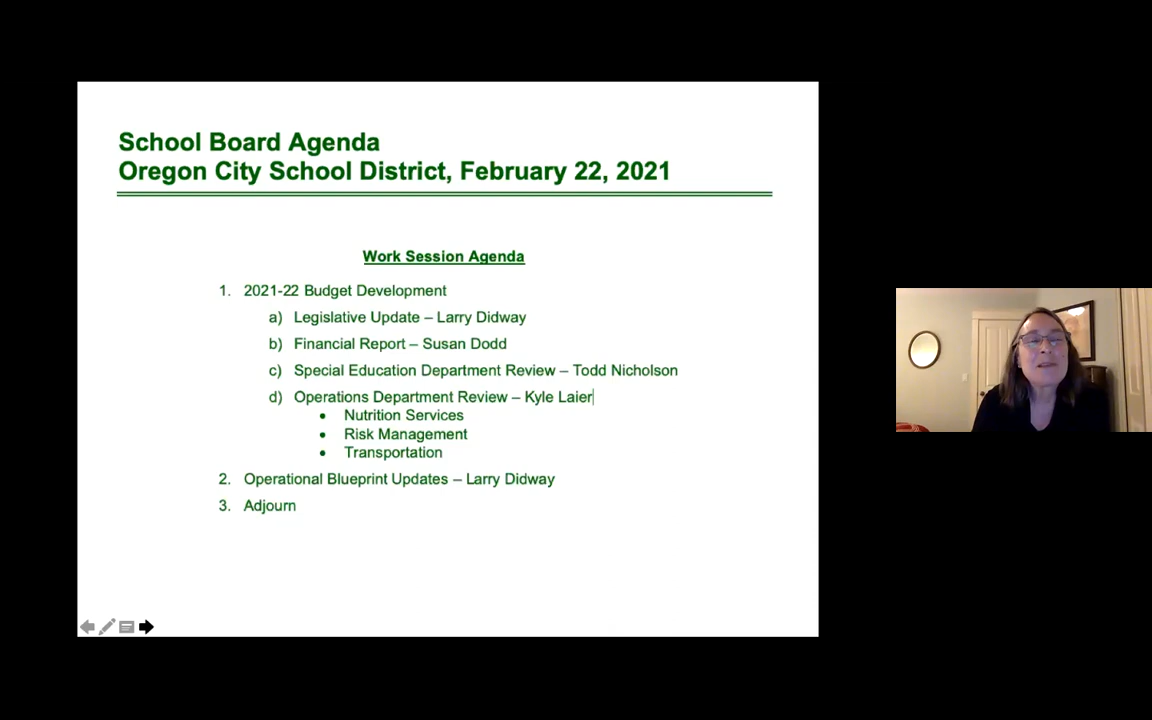 School Board Agenda
Oregon City School District, February 22, 2021
Work Session Agenda
1. 2021-22 Budget Development
a) Legislative Update – Larry Didway
b) Financial Report – Susan Dodd
c) Special Education Department Review – Todd Nicholson
d) Operations Department Review – Kyle Laier
• Nutrition Services
• Risk Management
• Transportation
2. Operational Blueprint Updates – Larry Didway
3. Adjourn